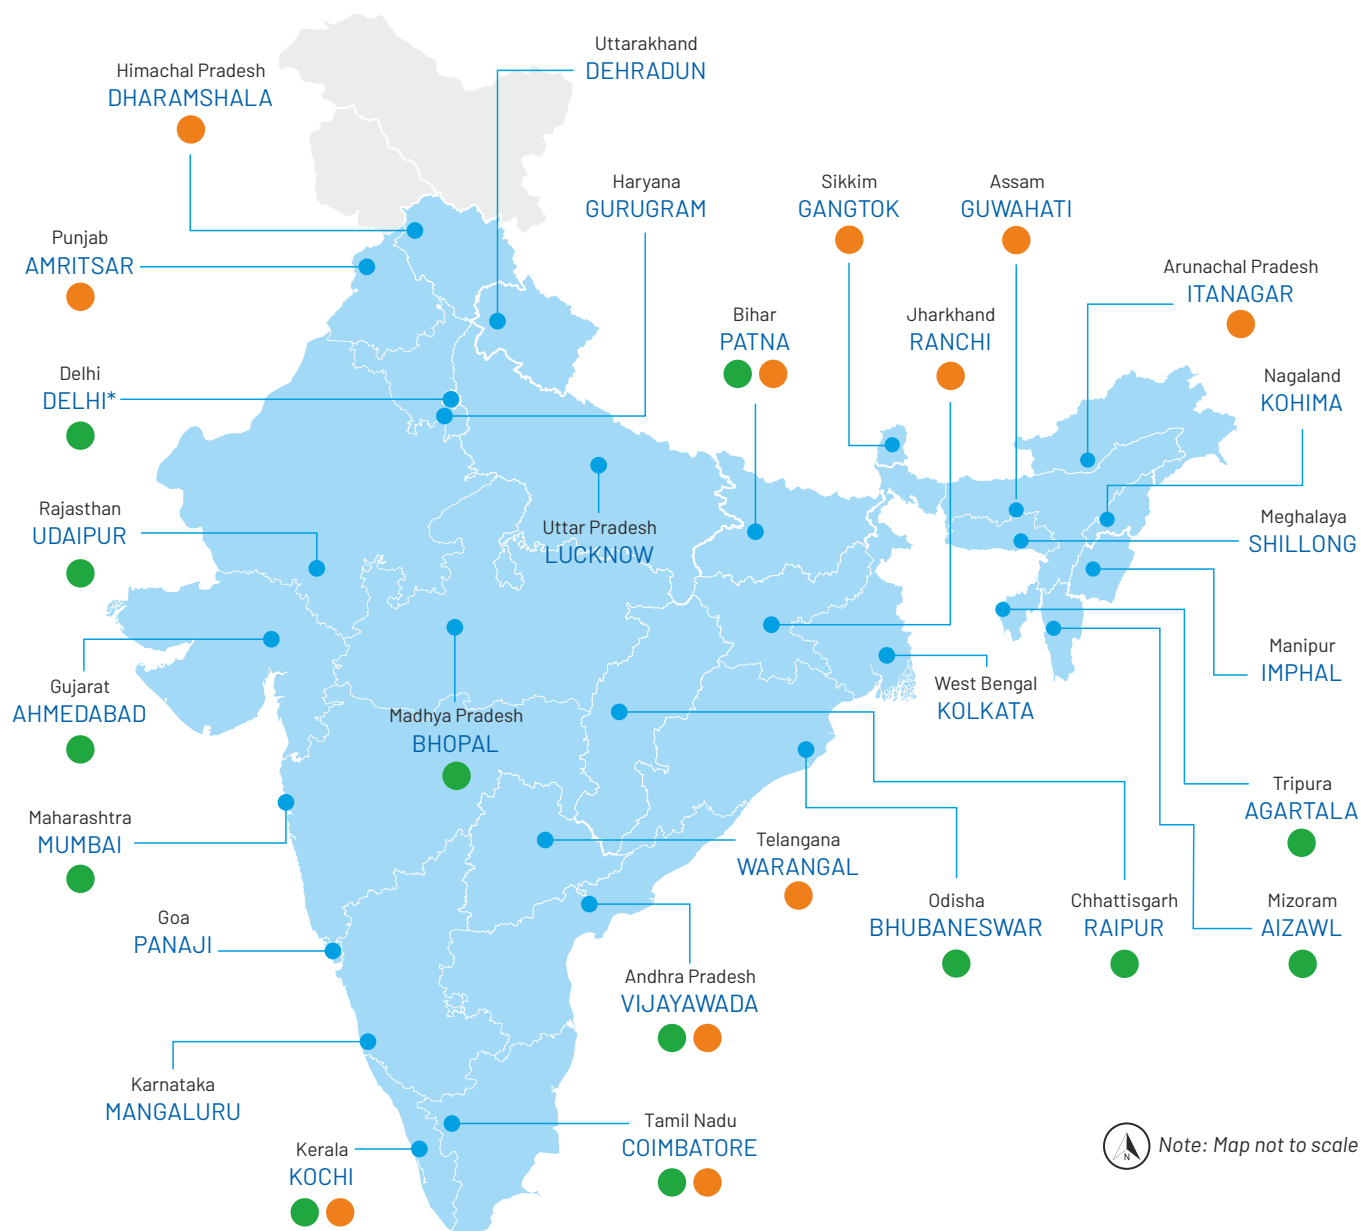 Uttarakhand
DEHRADUN
Himachal Pradesh
DHARAMSHALA
Haryana
GURUGRAM
Sikkim
GANGTOK
Assam
GUWAHATI
Punjab
AMRITSAR
Arunachal Pradesh
ITANAGAR
Bihar
PATNA
Jharkhand
RANCHI
Delhi
DELHI*
Nagaland
KOHIMA
Rajasthan
UDAIPUR
Uttar Pradesh
LUCKNOW
Meghalaya
SHILLONG
Manipur
IMPHAL
Gujarat
AHMEDABAD
Madhya Pradesh
BHOPAL
West Bengal
KOLKATA
Tripura
AGARTALA
Maharashtra
MUMBAI
Telangana
WARANGAL
Odisha
BHUBANESWAR
Chhattisgarh
RAIPUR
Mizoram
AIZAWL
Goa
PANAJI
Andhra Pradesh
VIJAYAWADA
Karnataka
MANGALURU
Tamil Nadu
COIMBATORE
Kerala
KOCHI
N
Note: Map not to scale